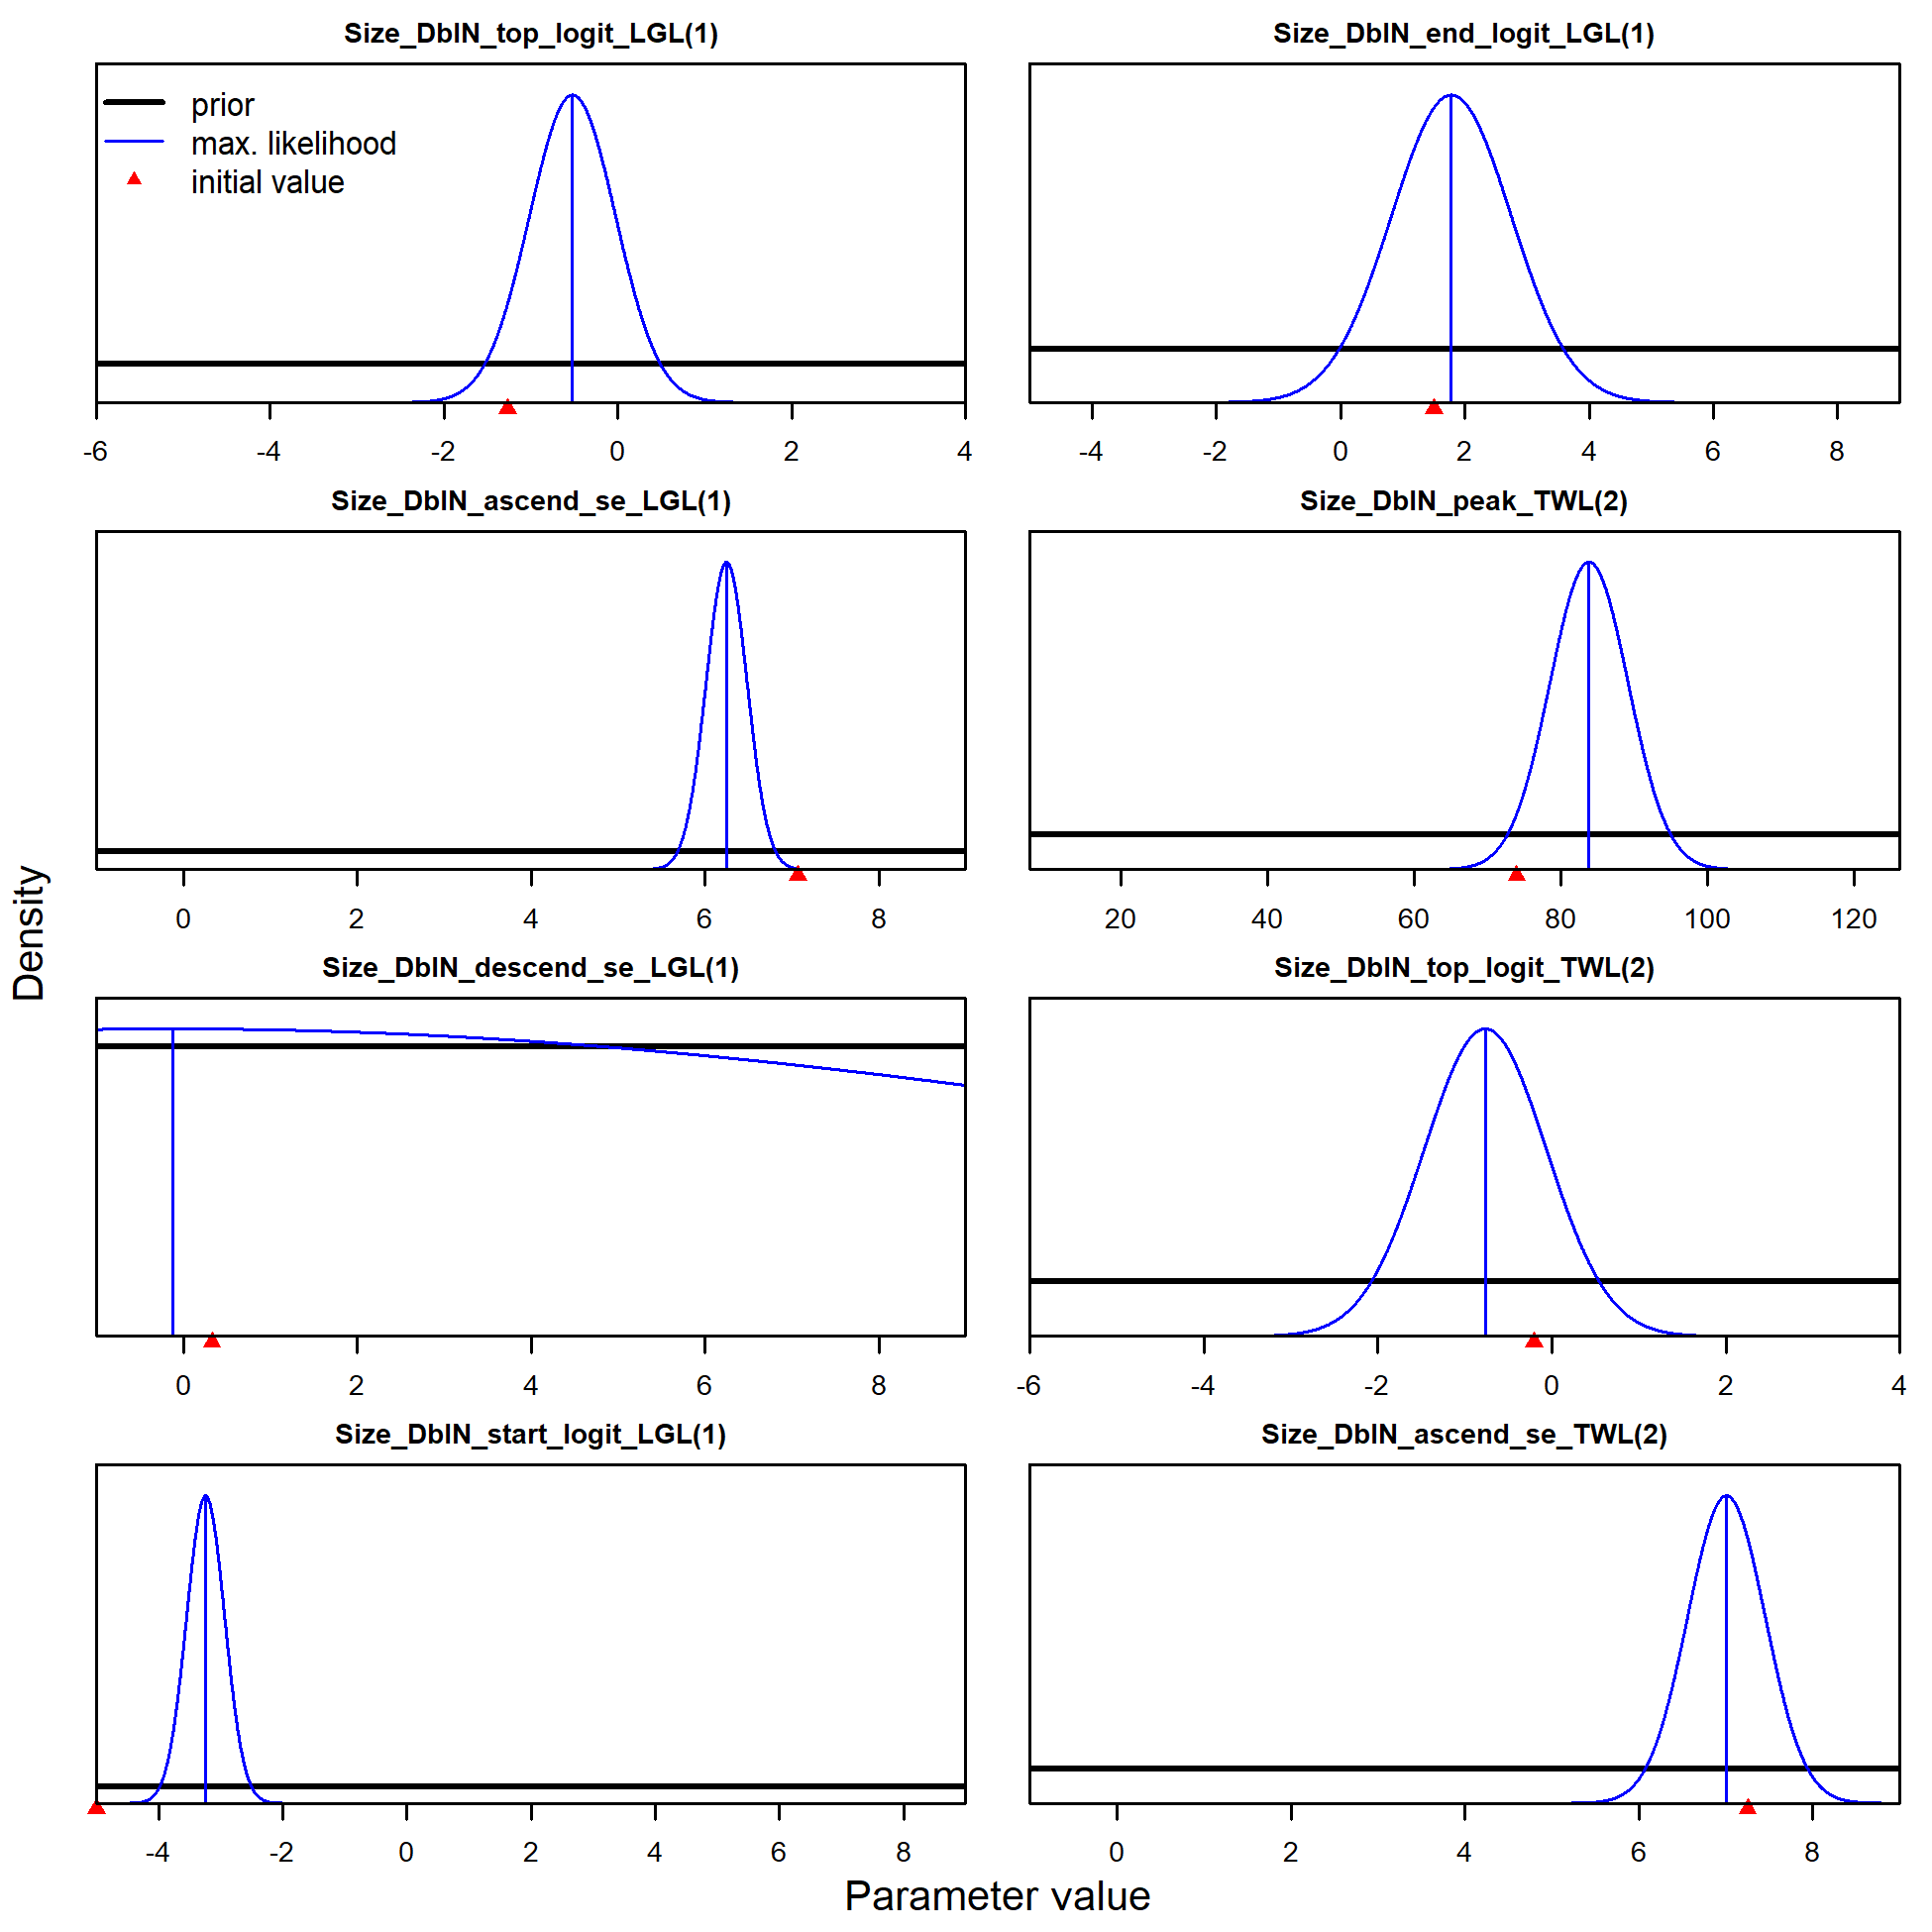 Size_DblN_top_logit_LGL(1)
prior
max. likelihood
initial value
-6 -4 -2 0 2 4
Size_DblN_end_logit_LGL(1)
-4 -2 0 2 4 6 8
Size_DblN_ascend_se_LGL(1)
0 2 4 6 8
Size_DblN_peak_TWL(2)
20 40 60 80 100 120
Size_DblN_descend_se_LGL(1)
0 2 4 6 8
Size_DblN_top_logit_TWL(2)
-6 -4 -2 0 2 4
Size_DblN_start_logit_LGL(1)
-4 -2 0 2 4 6 8
Size_DblN_ascend_se_TWL(2)
0 2 4 6 8
Density
Parameter value